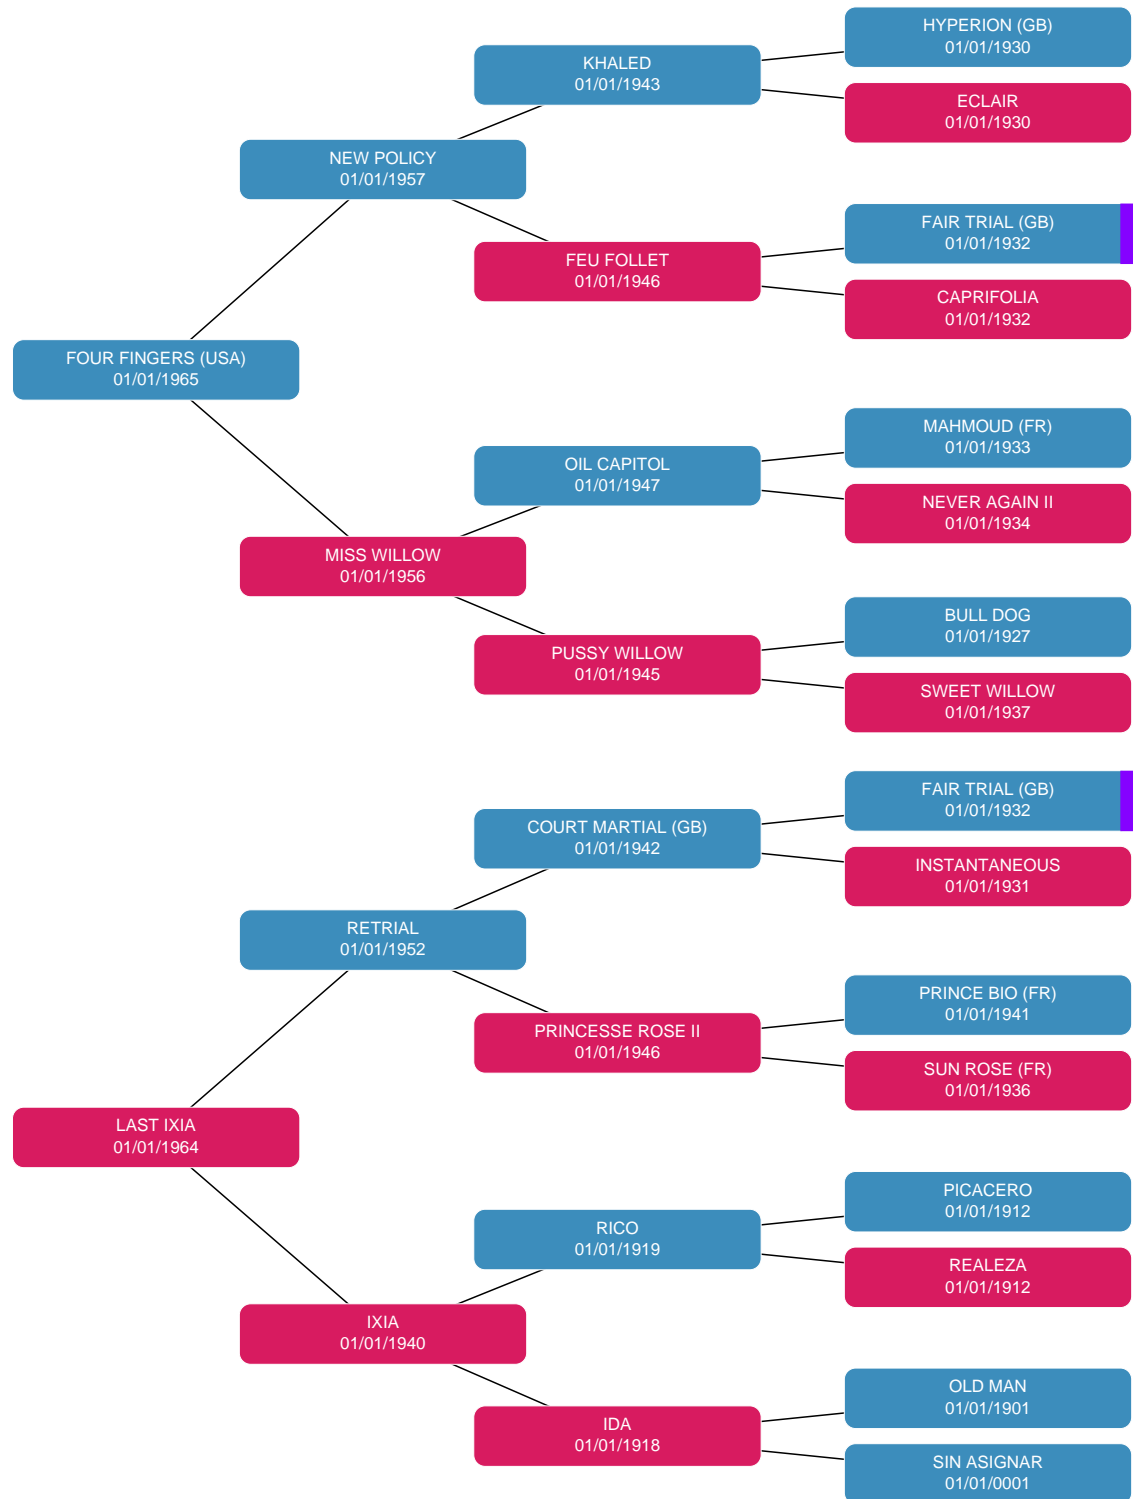 HYPERION (GB)
01/01/1930
KHALED
01/01/1943
ECLAIR
01/01/1930
NEW POLICY
01/01/1957
FAIR TRIAL (GB)
01/01/1932
FEU FOLLET
01/01/1946
CAPRIFOLIA
01/01/1932
FOUR FINGERS (USA)
01/01/1965
MAHMOUD (FR)
01/01/1933
OIL CAPITOL
01/01/1947
NEVER AGAIN II
01/01/1934
MISS WILLOW
01/01/1956
BULL DOG
01/01/1927
PUSSY WILLOW
01/01/1945
SWEET WILLOW
01/01/1937
FAIR TRIAL (GB)
01/01/1932
COURT MARTIAL (GB)
01/01/1942
INSTANTANEOUS
01/01/1931
RETRIAL
01/01/1952
PRINCE BIO (FR)
01/01/1941
PRINCESSE ROSE II
01/01/1946
SUN ROSE (FR)
01/01/1936
LAST IXIA
01/01/1964
PICACERO
01/01/1912
RICO
01/01/1919
REALEZA
01/01/1912
IXIA
01/01/1940
OLD MAN
01/01/1901
IDA
01/01/1918
SIN ASIGNAR
01/01/0001